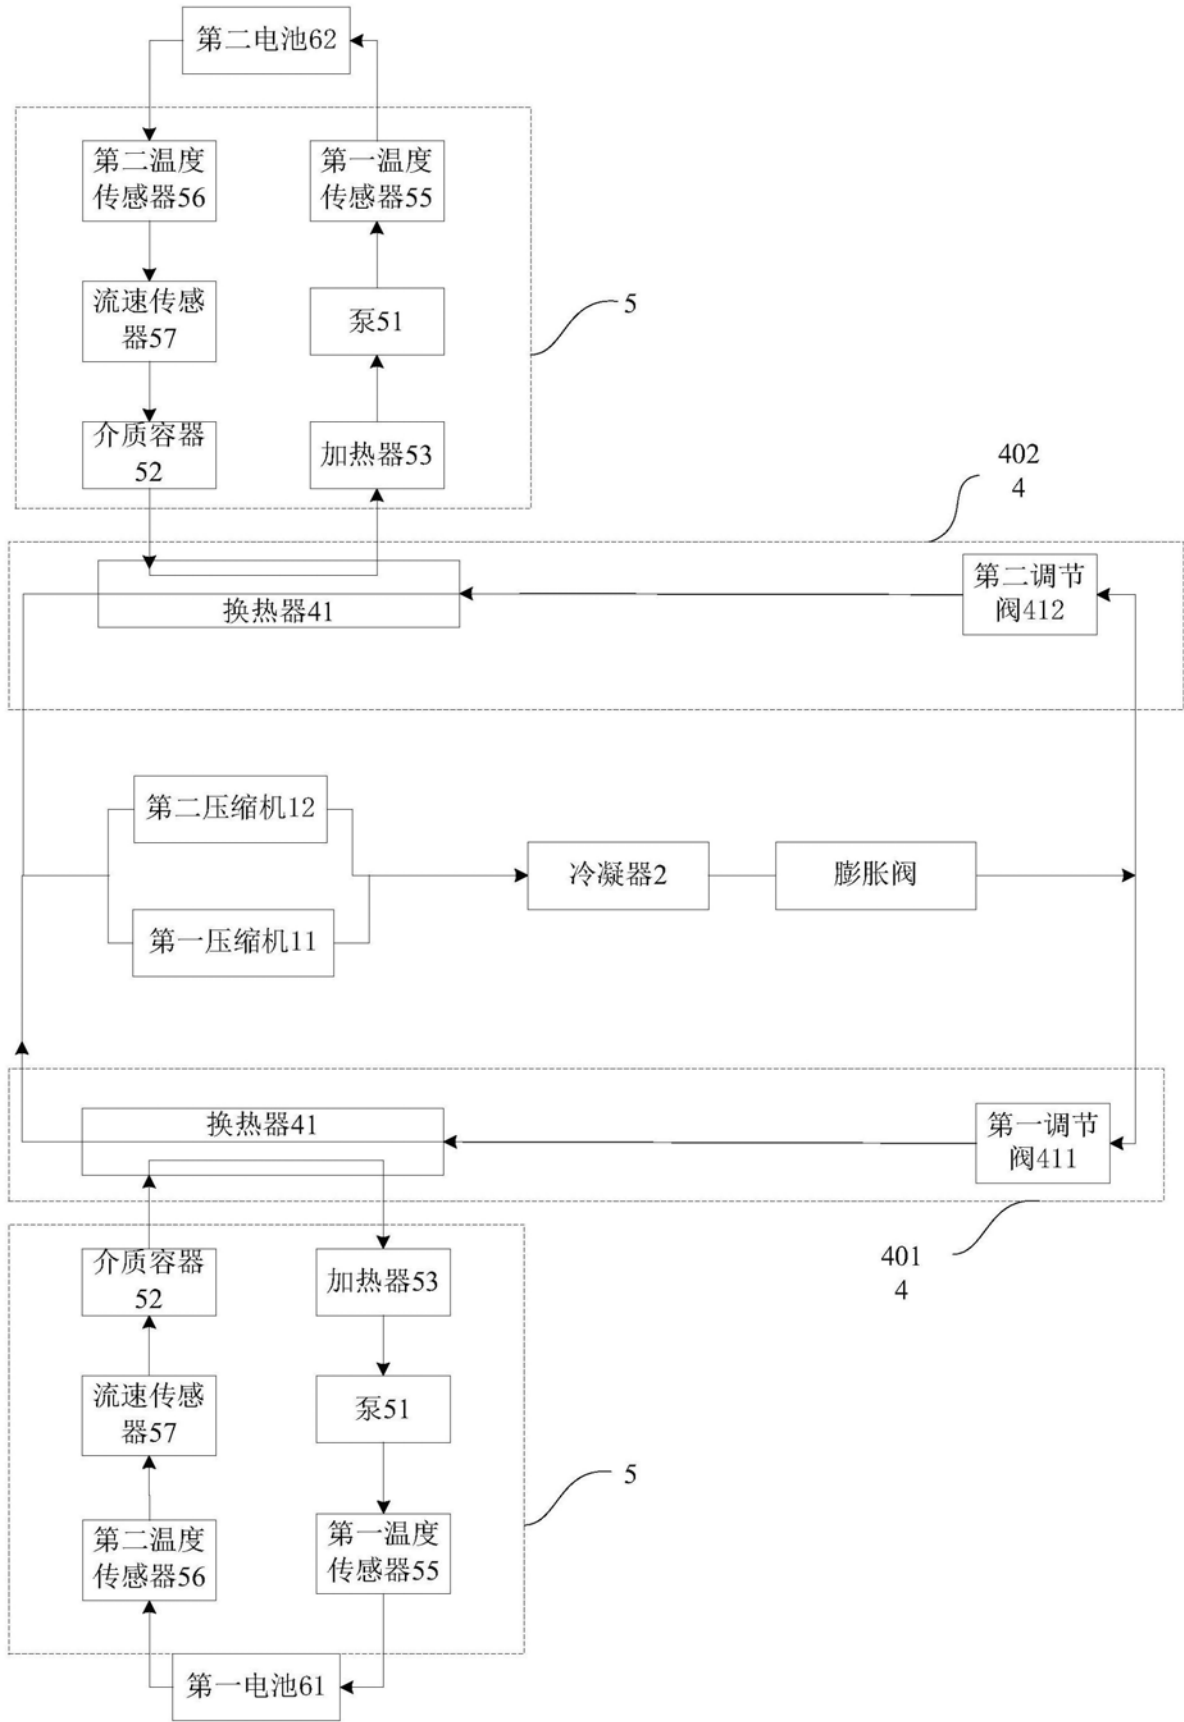 第二电池62
第二温度
传感器56
第一温度
传感器55
流速传感
器57
泵51
5
介质容器
52
加热器53
402
4
换热器41
第二调节
阀412
第二压缩机12
冷凝器2
膨胀阀
第一压缩机11
换热器41
第一调节
阀411
介质容器
52
加热器53
401
4
流速传感
器57
泵51
5
第二温度
传感器56
第一温度
传感器55
第一电池61